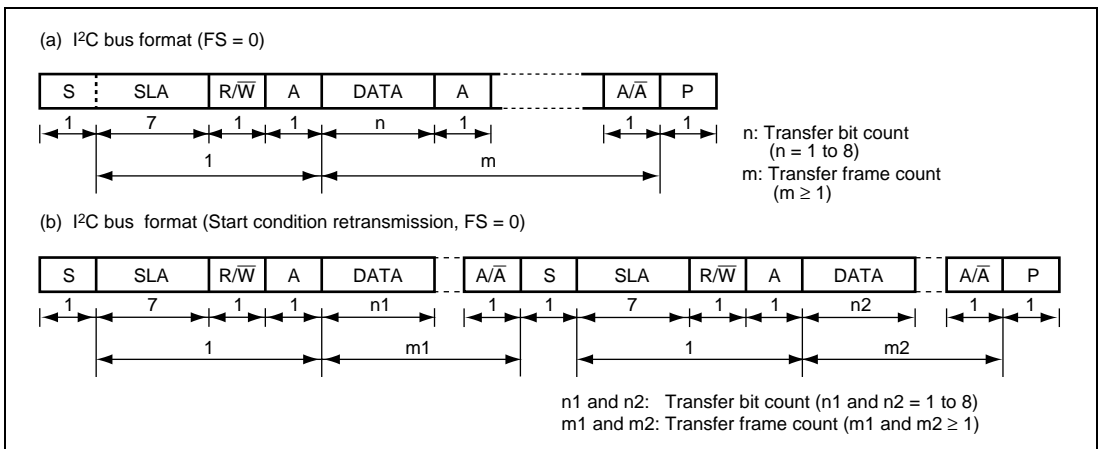 (a) I²C bus format (FS = 0)
S SLA R/W̅ A DATA A A/A̅ P
1 7 1 1 n 1 1 1
1 m
n: Transfer bit count
(n = 1 to 8)
m: Transfer frame count
(m ≥ 1)
(b) I²C bus format (Start condition retransmission, FS = 0)
S SLA R/W̅ A DATA A/A̅ S SLA R/W̅ A DATA A/A̅ P
1 7 1 1 n1 1 1 7 1 1 n2 1 1
1 m1 1 m2
n1 and n2: Transfer bit count (n1 and n2 = 1 to 8)
m1 and m2: Transfer frame count (m1 and m2 ≥ 1)